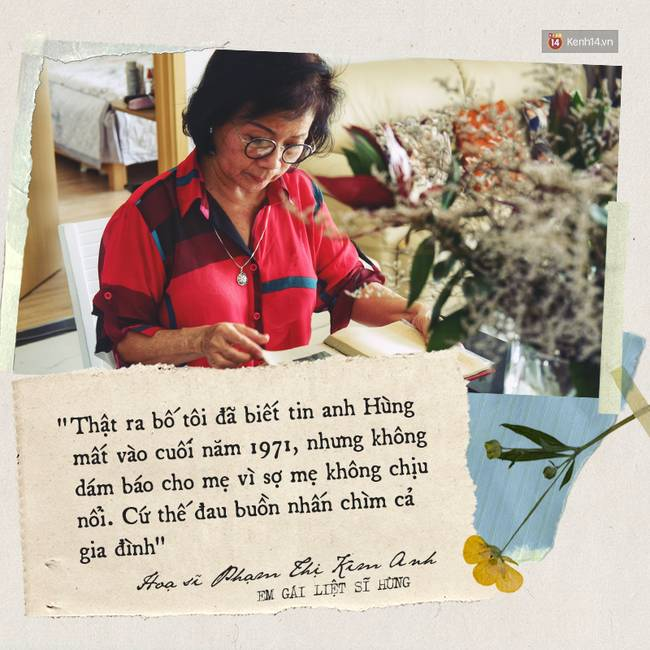 14 Kenh14.vn
"Thật ra bố tôi đã biết tin anh Hùng
mất vào cuối năm 1971, nhưng không
dám báo cho mẹ vì sợ mẹ không chịu
nổi. Cứ thế đau buồn nhấn chìm cả
gia đình"
Hoạ sĩ Phạm Thị Kim Anh
EM GÁI LIỆT SĨ HÙNG